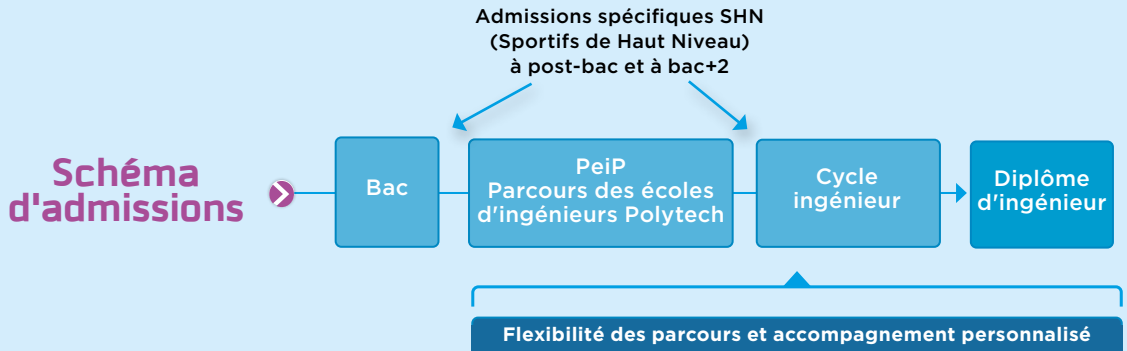 Admissions spécifiques SHN
(Sportifs de Haut Niveau)
à post-bac et à bac+2
Schéma
d'admissions
Bac
PeiP
Parcours des écoles
d'ingénieurs Polytech
Cycle
ingénieur
Diplôme
d'ingénieur
Flexibilité des parcours et accompagnement personnalisé